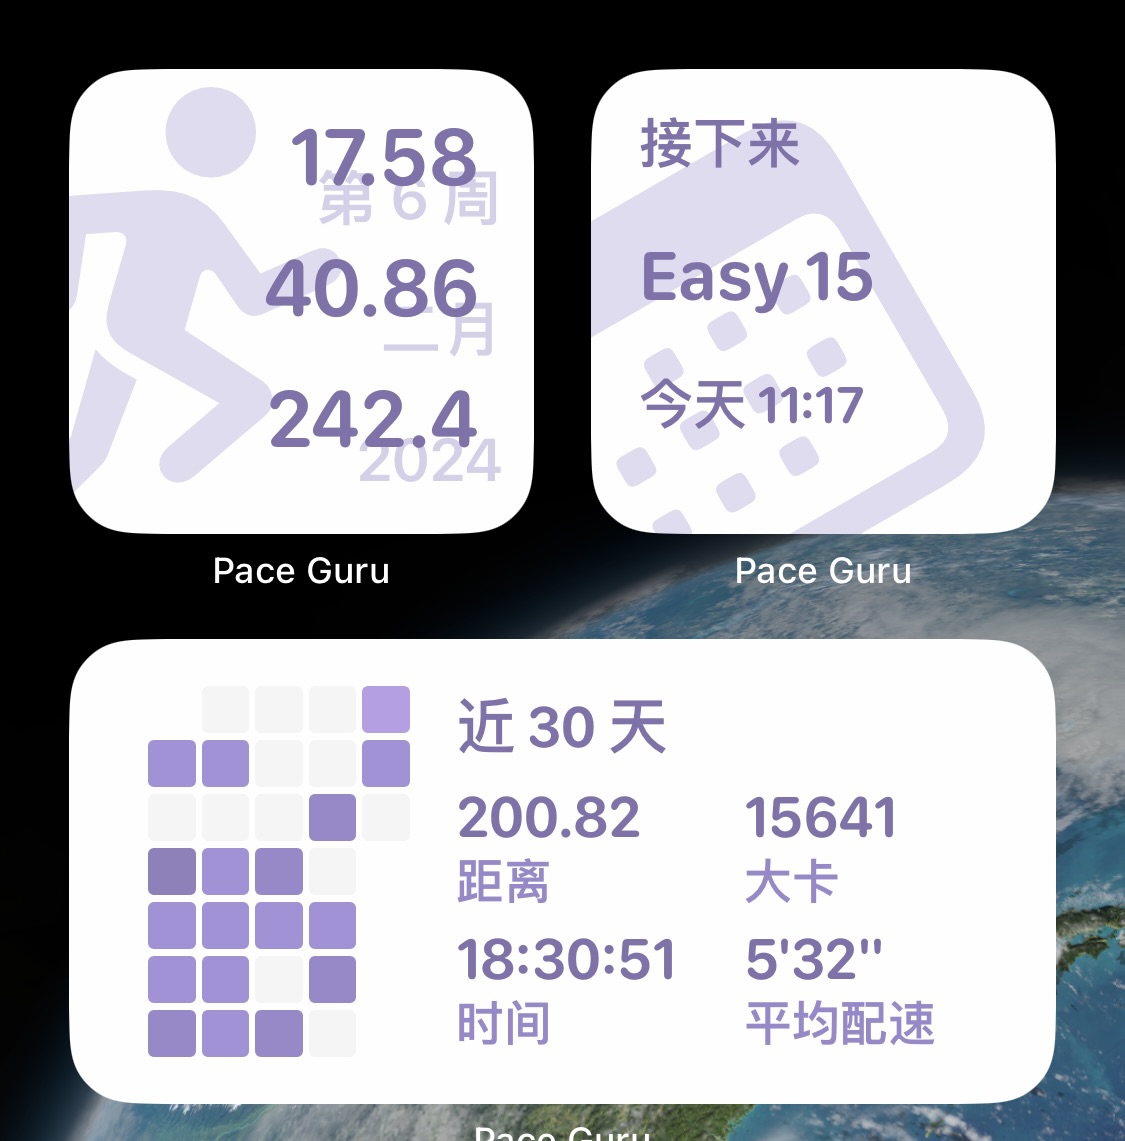 17.58
第 6 周
40.86
二月
242.4
2024
Pace Guru
接下来
Easy 15
今天 11:17
Pace Guru
近 30 天
200.82
15641
距离
大卡
18:30:51
5'32''
时间
平均配速
Pace Guru